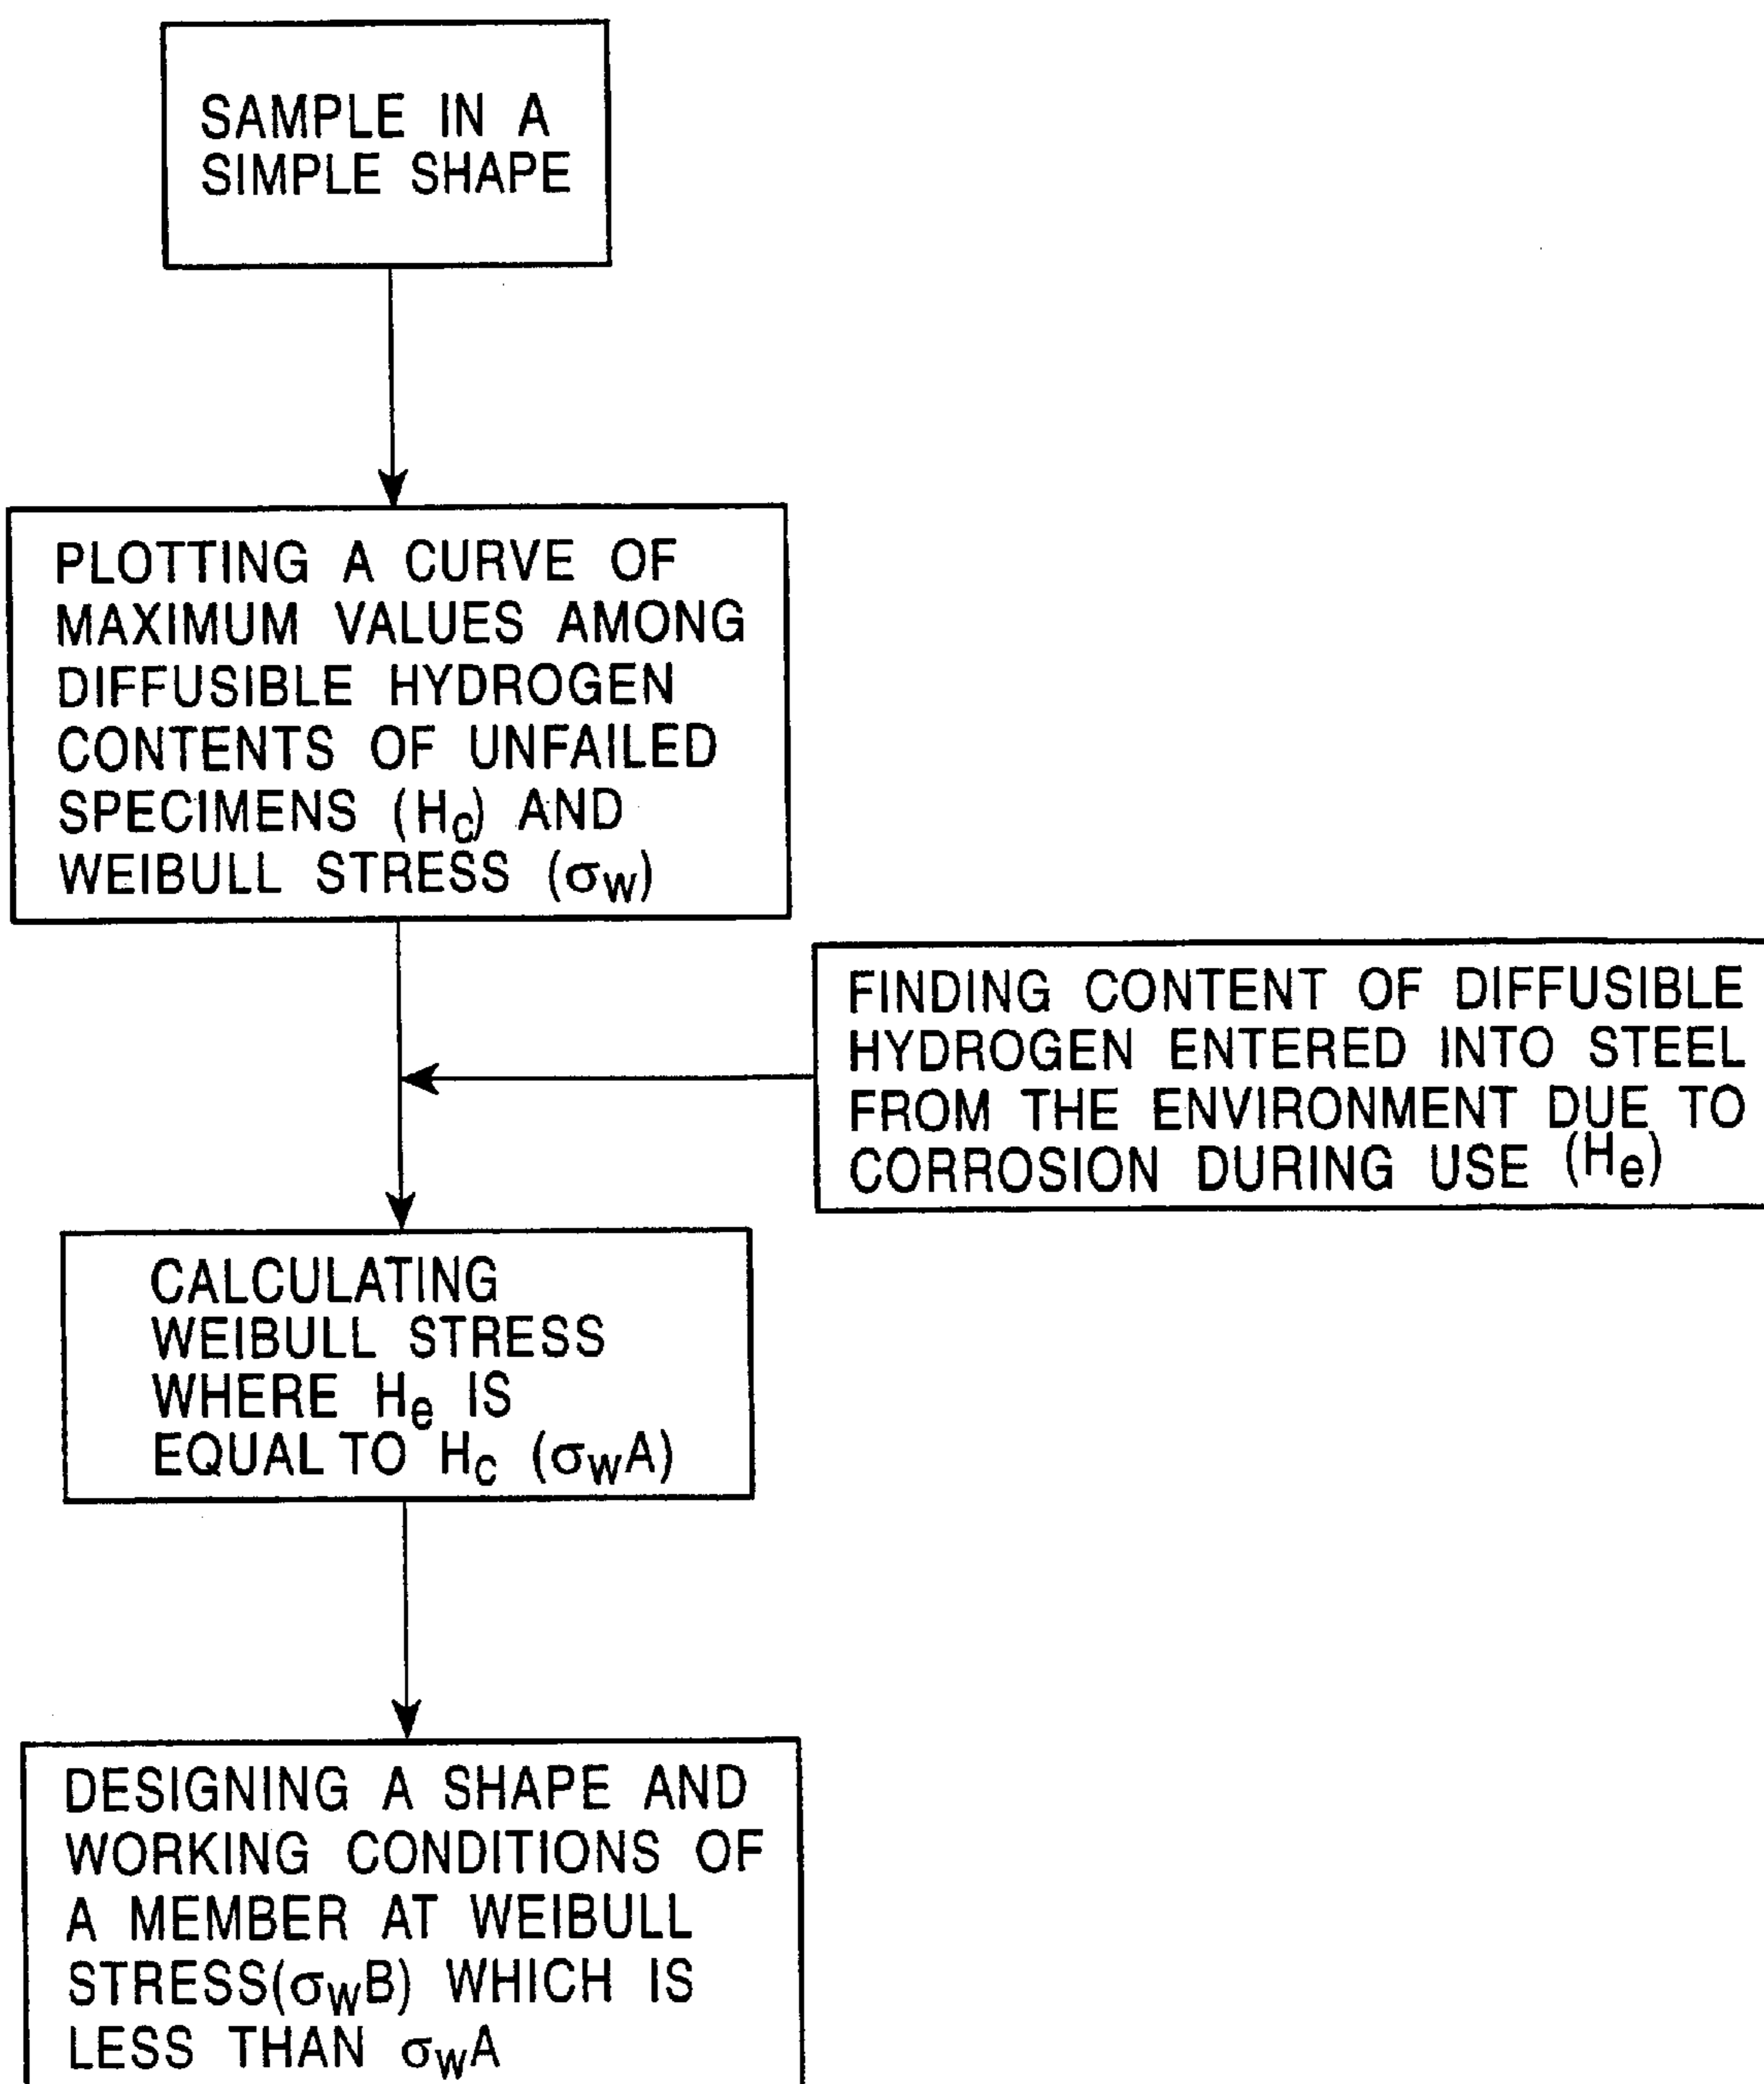 SAMPLE IN A
SIMPLE SHAPE
PLOTTING A CURVE OF
MAXIMUM VALUES AMONG
DIFFUSIBLE HYDROGEN
CONTENTS OF UNFAILED
SPECIMENS (Hc) AND
WEIBULL STRESS (σw)
FINDING CONTENT OF DIFFUSIBLE
HYDROGEN ENTERED INTO STEEL
FROM THE ENVIRONMENT DUE TO
CORROSION DURING USE (He)
CALCULATING
WEIBULL STRESS
WHERE He IS
EQUAL TO Hc (σwA)
DESIGNING A SHAPE AND
WORKING CONDITIONS OF
A MEMBER AT WEIBULL
STRESS(σwB) WHICH IS
LESS THAN σwA